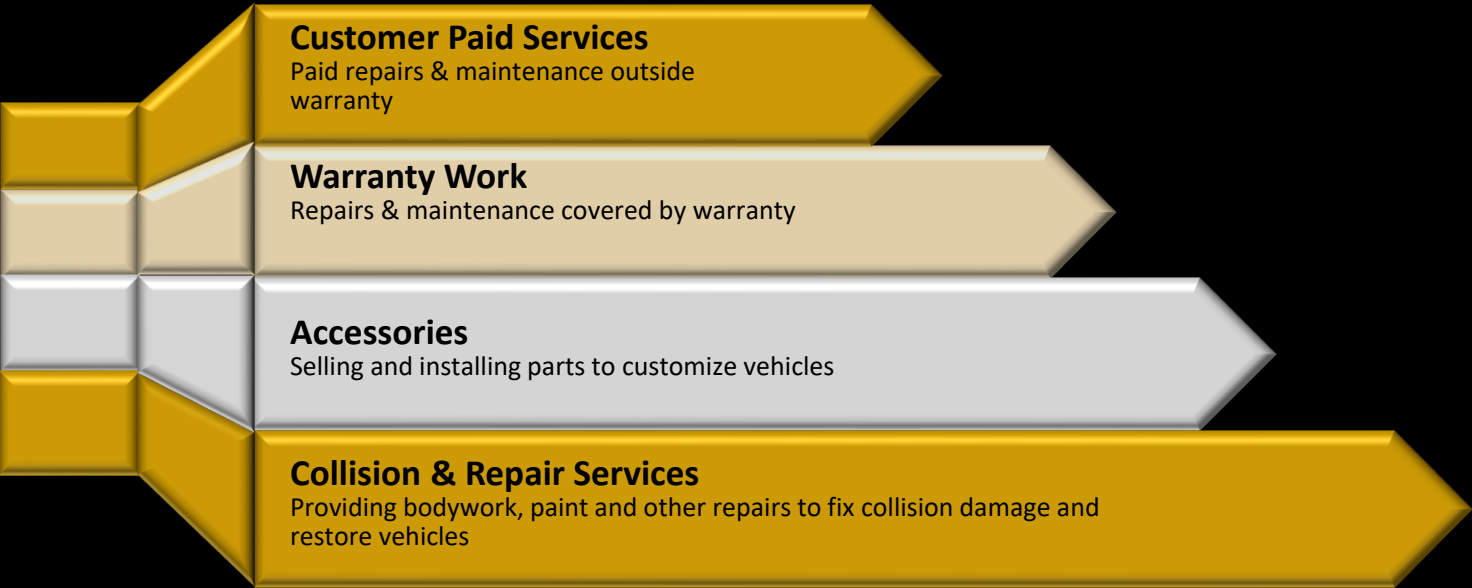 Customer Paid Services
Paid repairs & maintenance outside
warranty
Warranty Work
Repairs & maintenance covered by warranty
Accessories
Selling and installing parts to customize vehicles
Collision & Repair Services
Providing bodywork, paint and other repairs to fix collision damage and
restore vehicles